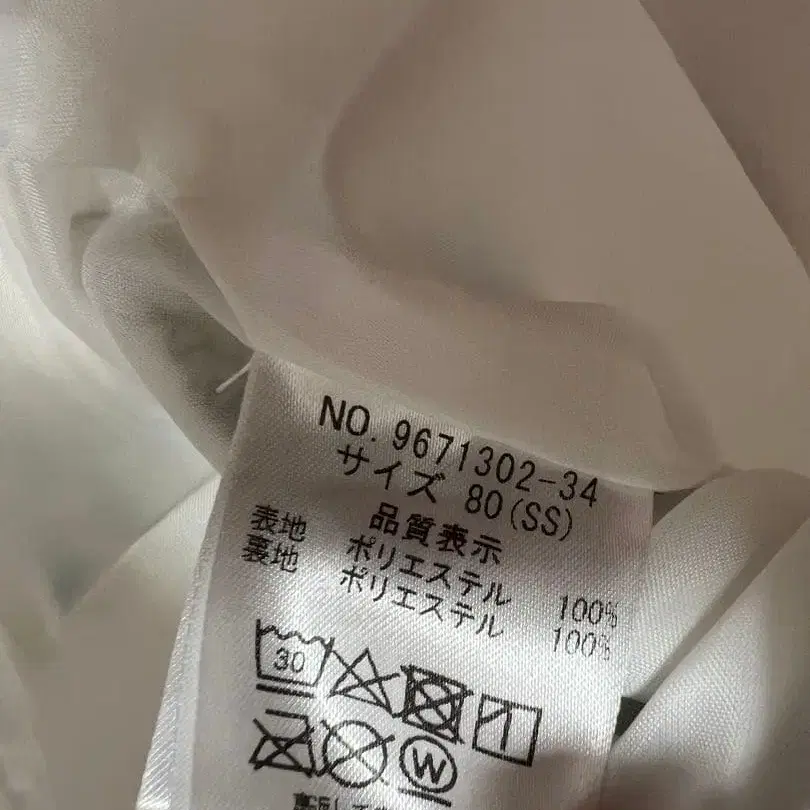 NO. 9671302-34
サイズ 80(SS)
品質表示
表地 ポリエステル 100%
裏地 ポリエステル 100%
30
W